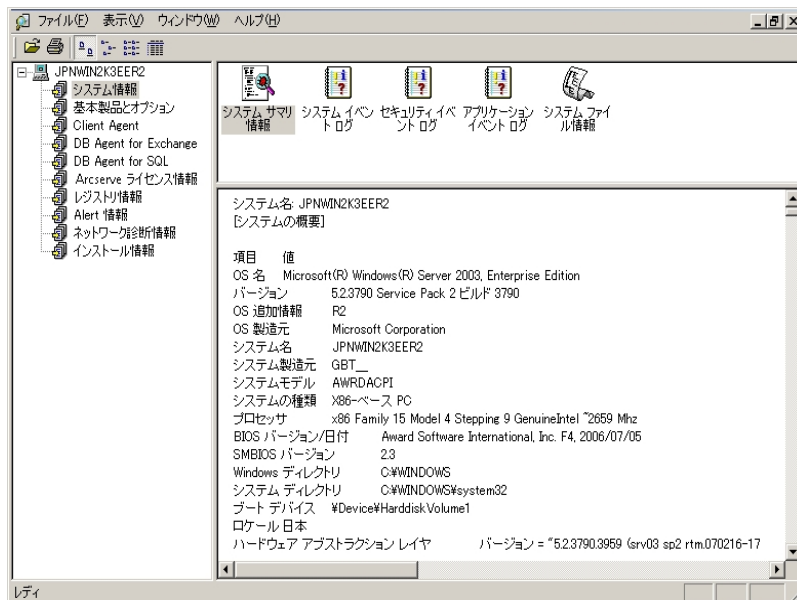 ファイル(F) 表示(V) ウィンドウ(W) ヘルプ(H)
JPNWIN2K3EER2
システム情報
基本製品とオプション
Client Agent
DB Agent for Exchange
DB Agent for SQL
Arcserve ライセンス情報
レジストリ情報
Alert 情報
ネットワーク診断情報
インストール情報
システム サマリ情報
システム イベント ログ
セキュリティ イベント ログ
アプリケーション イベント ログ
システム ファイル情報
システム名: JPNWIN2K3EER2
[システムの概要]
項目 値
OS 名 Microsoft(R) Windows(R) Server 2003, Enterprise Edition
バージョン 5.2.3790 Service Pack 2 ビルド 3790
OS 追加情報 R2
OS 製造元 Microsoft Corporation
システム名 JPNWIN2K3EER2
システム製造元 GBT__
システムモデル AWRDACPI
システムの種類 X86-ベース PC
プロセッサ x86 Family 15 Model 4 Stepping 9 GenuineIntel ~2659 Mhz
BIOS バージョン/日付 Award Software International, Inc. F4, 2006/07/05
SMBIOS バージョン 2.3
Windows ディレクトリ C:¥WINDOWS
システム ディレクトリ C:¥WINDOWS¥system32
ブート デバイス ¥Device¥HarddiskVolume1
ロケール 日本
ハードウェア アブストラクション レイヤ バージョン = "5.2.3790.3959 (srv03_sp2_rtm.070216-17
レディ